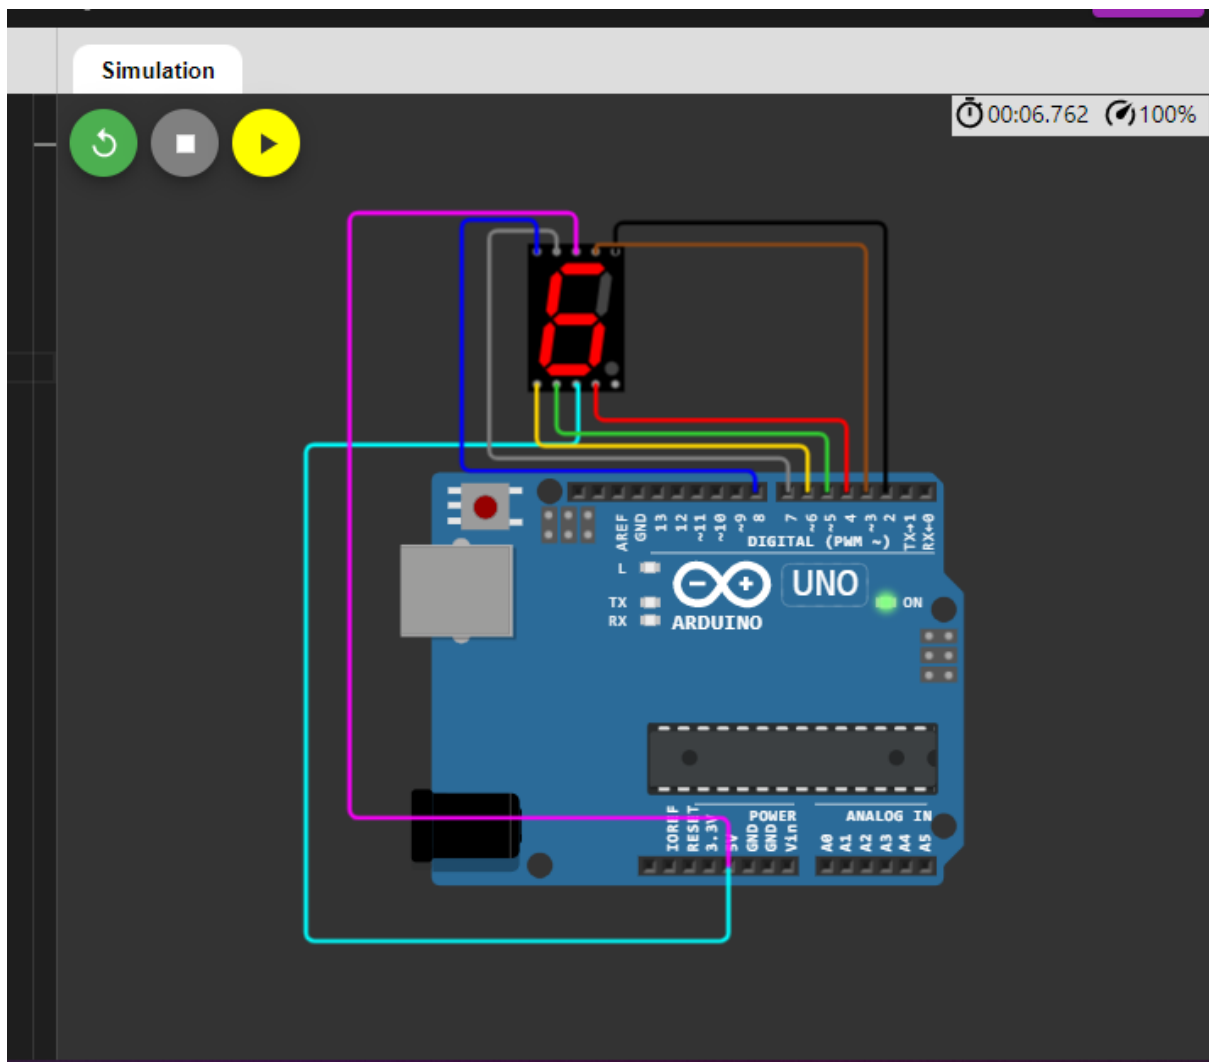 Simulation
00:06.762 100%
AREF
GND
13
12
~11
~10
~9
8
7
~6
~5
4
~3
2
TX→1
RX←0
DIGITAL (PWM ~)
L
TX
RX
UNO
ON
ARDUINO
IOREF
RESET
3.3V
5V
GND
GND
Vin
POWER
ANALOG IN
A0
A1
A2
A3
A4
A5